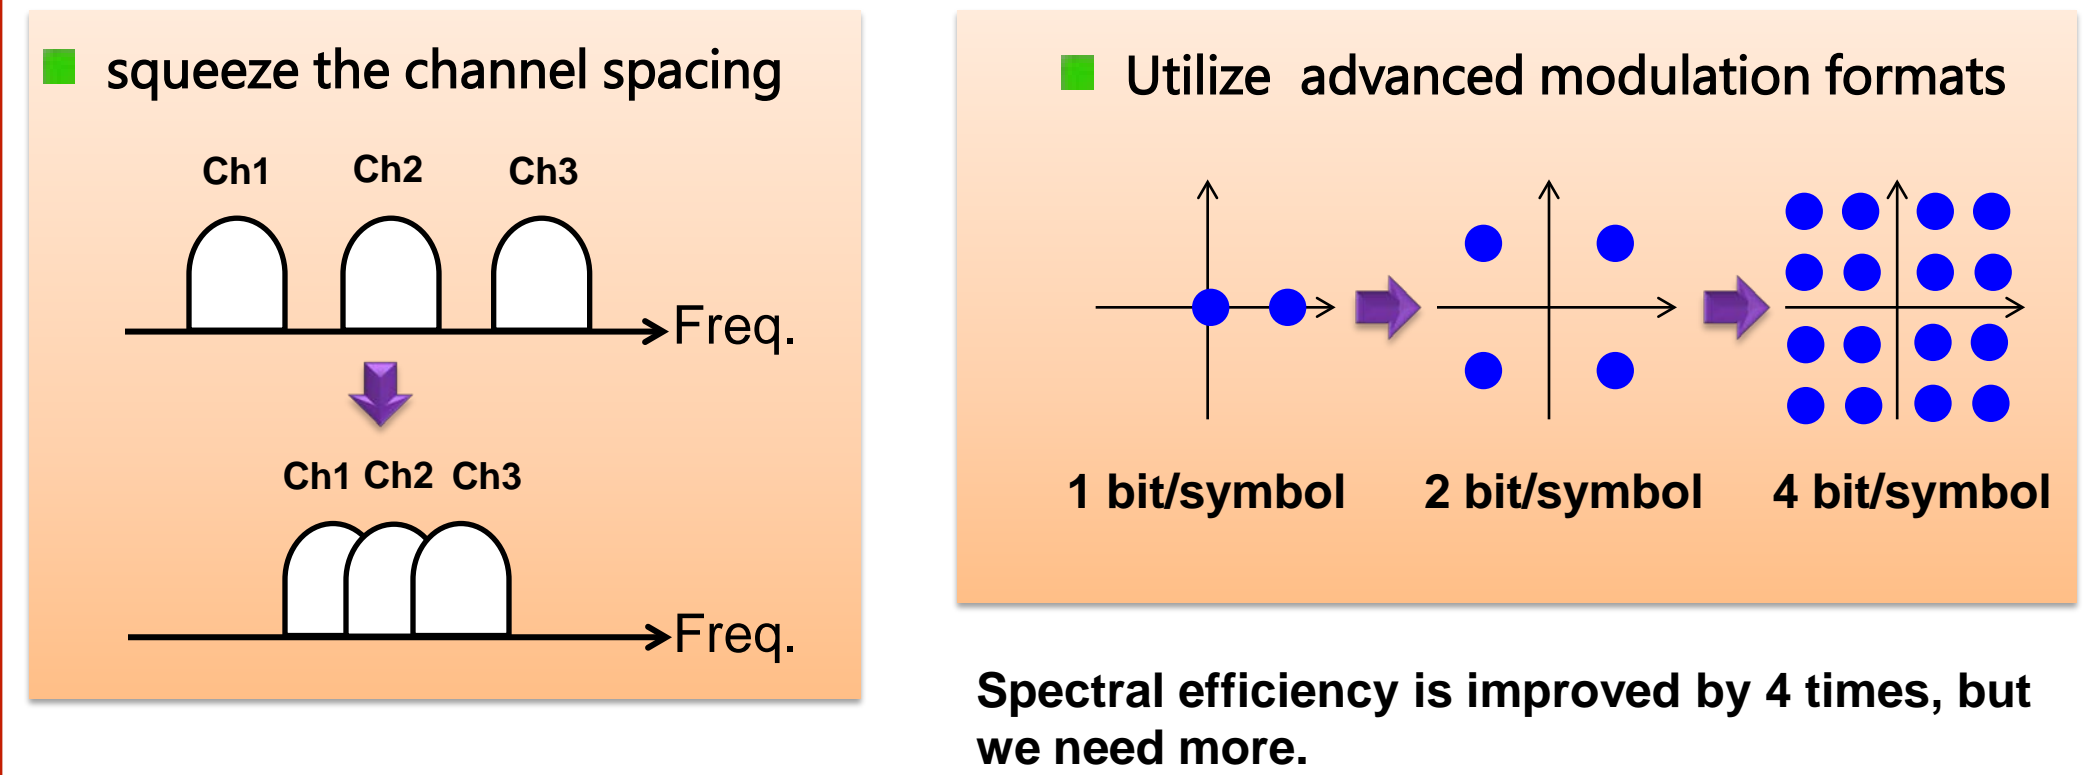 squeeze the channel spacing
Ch1 Ch2 Ch3
Freq.
Ch1 Ch2 Ch3
Freq.
Utilize advanced modulation formats
1 bit/symbol 2 bit/symbol 4 bit/symbol
Spectral efficiency is improved by 4 times, but
we need more.